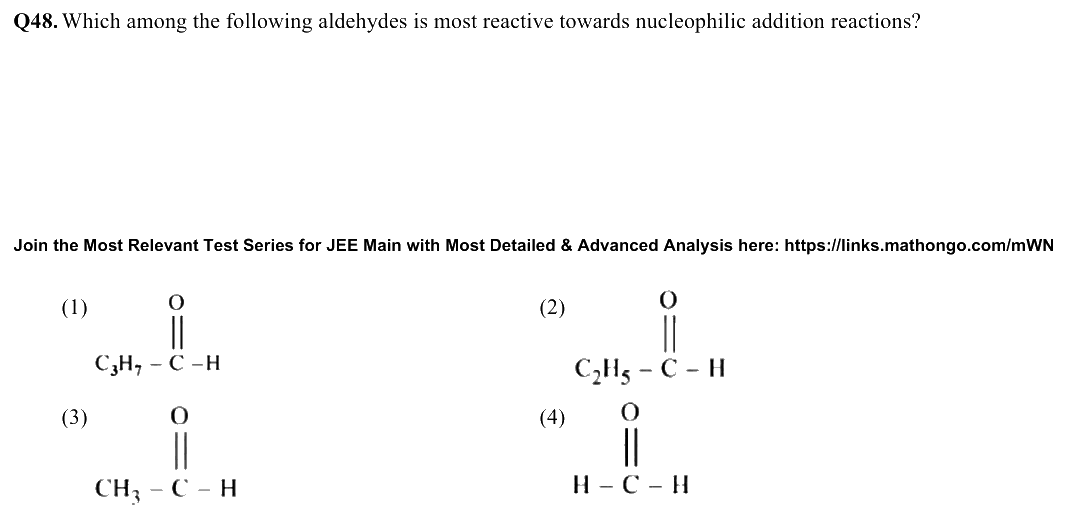 Q48. Which among the following aldehydes is most reactive towards nucleophilic addition reactions?
Join the Most Relevant Test Series for JEE Main with Most Detailed & Advanced Analysis here: https://links.mathongo.com/mWN
(1) O
||
C₃H₇ – C – H
(2) O
||
C₂H₅ – C – H
(3) O
||
CH₃ – C – H
(4) O
||
H – C – H